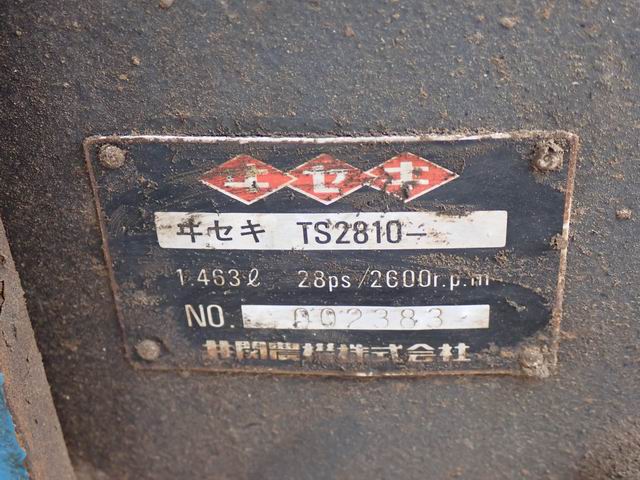 ヰセキ
ヰセキ TS2810-
1.463ℓ 28ps/2600r.p.m
NO. 002383
井関農機株式会社